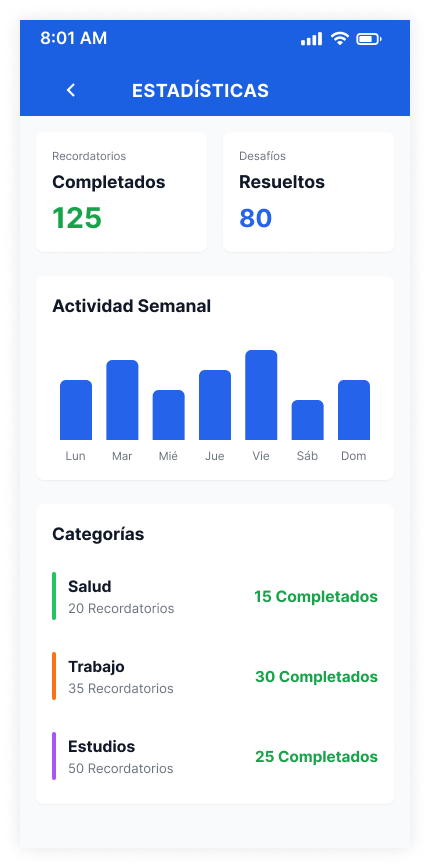 8:01 AM
ESTADÍSTICAS
Recordatorios
Completados
125
Desafíos
Resueltos
80
Actividad Semanal
Lun Mar Mié Jue Vie Sáb Dom
Categorías
Salud
20 Recordatorios
15 Completados
Trabajo
35 Recordatorios
30 Completados
Estudios
50 Recordatorios
25 Completados